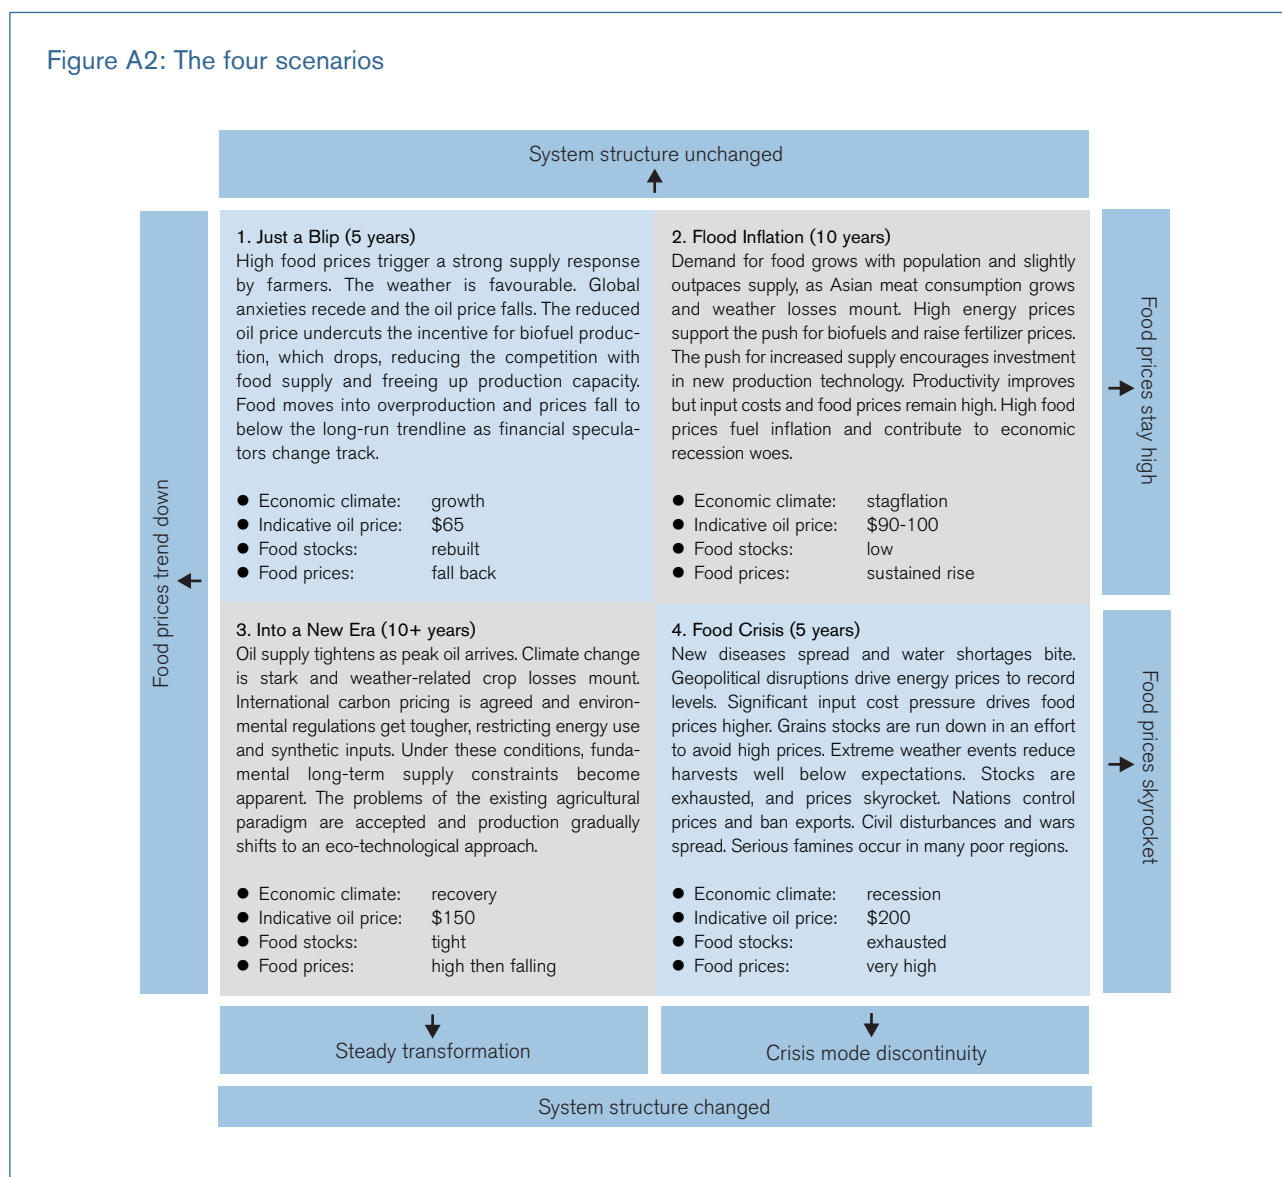 Figure A2: The four scenarios
System structure unchanged
Food prices trend down
1. Just a Blip (5 years)
High food prices trigger a strong supply response
by farmers. The weather is favourable. Global
anxieties recede and the oil price falls. The reduced
oil price undercuts the incentive for biofuel produc-
tion, which drops, reducing the competition with
food supply and freeing up production capacity.
Food moves into overproduction and prices fall to
below the long-run trendline as financial specula-
tors change track.
● Economic climate: growth
● Indicative oil price: $65
● Food stocks: rebuilt
● Food prices: fall back
2. Flood Inflation (10 years)
Demand for food grows with population and slightly
outpaces supply, as Asian meat consumption grows
and weather losses mount. High energy prices
support the push for biofuels and raise fertilizer prices.
The push for increased supply encourages investment
in new production technology. Productivity improves
but input costs and food prices remain high. High food
prices fuel inflation and contribute to economic
recession woes.
● Economic climate: stagflation
● Indicative oil price: $90-100
● Food stocks: low
● Food prices: sustained rise
Food prices stay high
3. Into a New Era (10+ years)
Oil supply tightens as peak oil arrives. Climate change
is stark and weather-related crop losses mount.
International carbon pricing is agreed and environ-
mental regulations get tougher, restricting energy use
and synthetic inputs. Under these conditions, funda-
mental long-term supply constraints become
apparent. The problems of the existing agricultural
paradigm are accepted and production gradually
shifts to an eco-technological approach.
● Economic climate: recovery
● Indicative oil price: $150
● Food stocks: tight
● Food prices: high then falling
4. Food Crisis (5 years)
New diseases spread and water shortages bite.
Geopolitical disruptions drive energy prices to record
levels. Significant input cost pressure drives food
prices higher. Grains stocks are run down in an effort
to avoid high prices. Extreme weather events reduce
harvests well below expectations. Stocks are
exhausted, and prices skyrocket. Nations control
prices and ban exports. Civil disturbances and wars
spread. Serious famines occur in many poor regions.
● Economic climate: recession
● Indicative oil price: $200
● Food stocks: exhausted
● Food prices: very high
Food prices skyrocket
Steady transformation
Crisis mode discontinuity
System structure changed